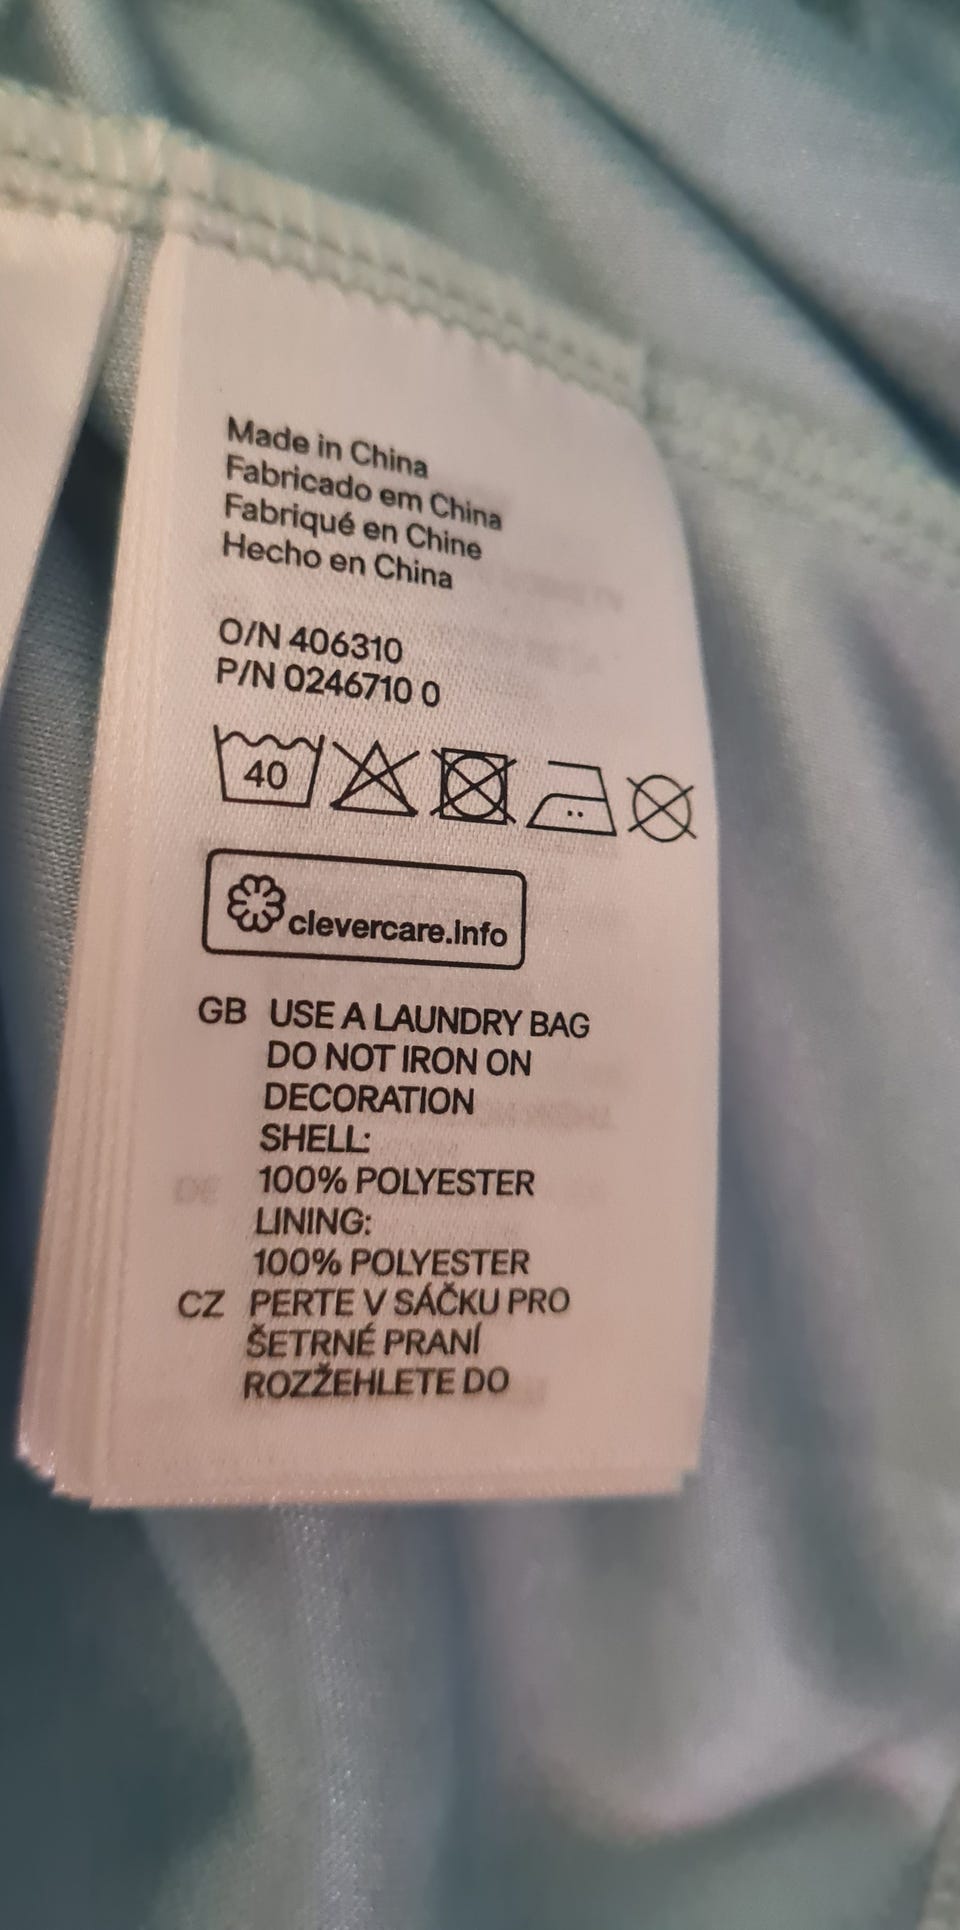 Made in China
Fabricado em China
Fabriqué en Chine
Hecho en China
O/N 406310
P/N 0246710 0
40
clevercare.info
GB USE A LAUNDRY BAG
DO NOT IRON ON
DECORATION
SHELL:
100% POLYESTER
LINING:
100% POLYESTER
CZ PERTE V SÁČKU PRO
ŠETRNÉ PRANÍ
ROZŽEHLETE DO